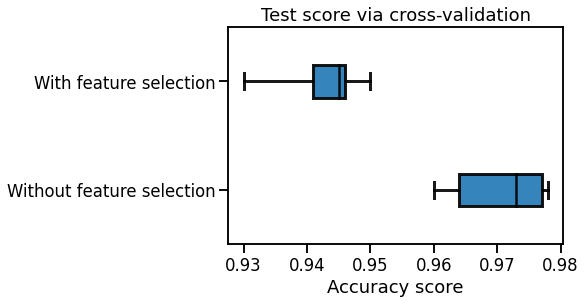 Test score via cross-validation
With feature selection
Without feature selection
0.93 0.94 0.95 0.96 0.97 0.98
Accuracy score